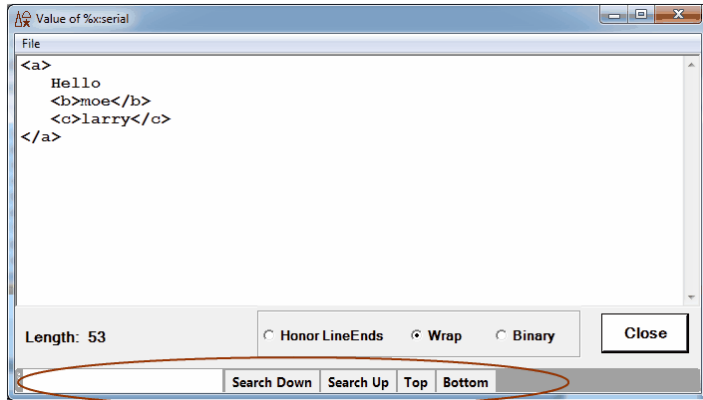 Value of %x:serial
File
<a>
   Hello
   <b>moe</b>
   <c>larry</c>
</a>
Length: 53
Honor LineEnds Wrap Binary
Close
Search Down Search Up Top Bottom